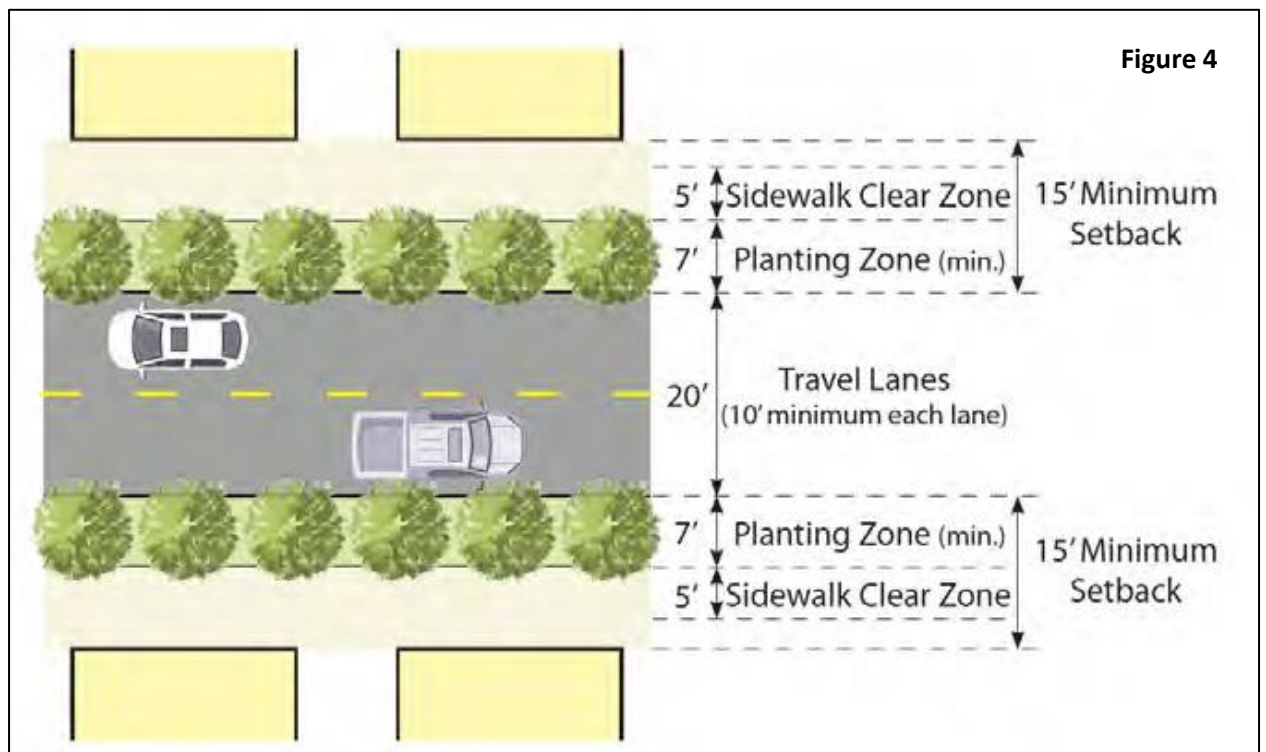 Figure 4
5’ Sidewalk Clear Zone
15’ Minimum
Setback
7’ Planting Zone (min.)
20’
Travel Lanes
(10’ minimum each lane)
7’ Planting Zone (min.)
15’ Minimum
Setback
5’ Sidewalk Clear Zone